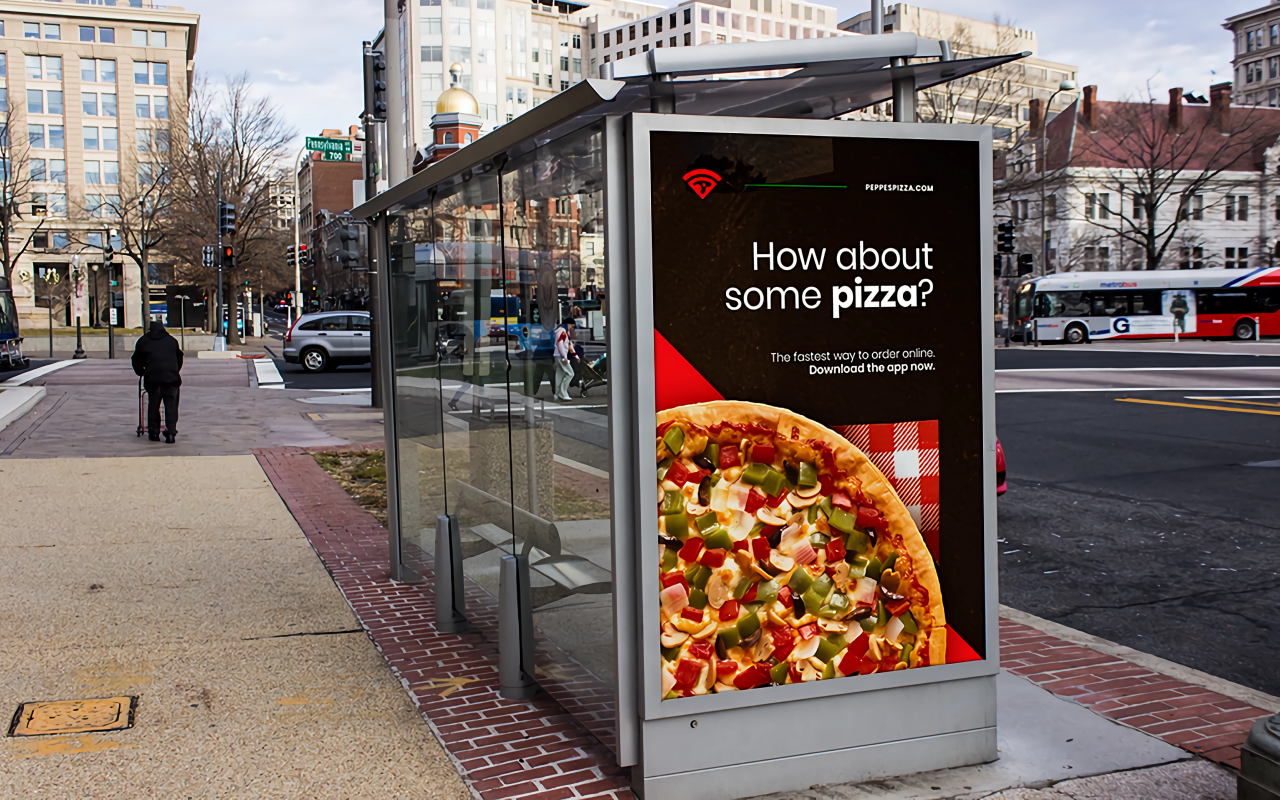 Pennsylvania
700
PEPPESPIZZA.COM
How about
some pizza?
The fastest way to order online.
Download the app now.
metrobus
G